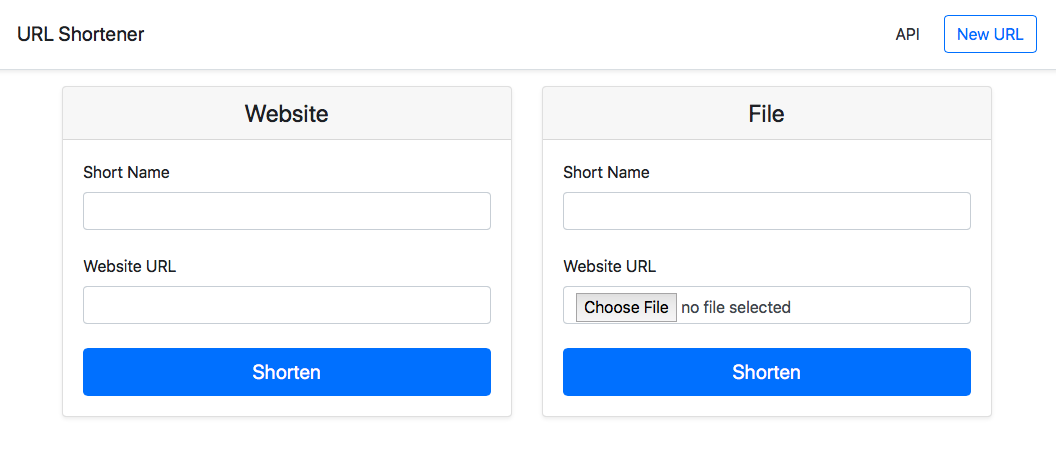 URL Shortener API New URL
Website
Short Name
Website URL
Shorten
File
Short Name
Website URL
Choose File no file selected
Shorten